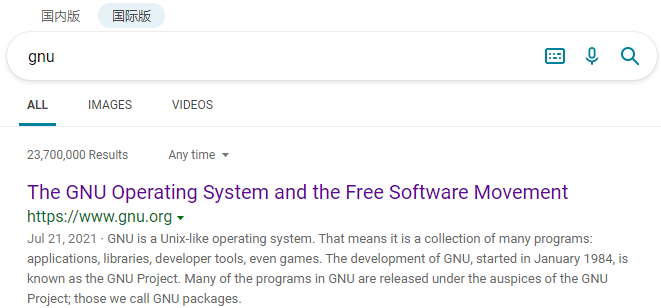 国内版 国际版
gnu
ALL IMAGES VIDEOS
23,700,000 Results Any time
The GNU Operating System and the Free Software Movement
https://www.gnu.org
Jul 21, 2021 · GNU is a Unix-like operating system. That means it is a collection of many programs:
applications, libraries, developer tools, even games. The development of GNU, started in January 1984, is
known as the GNU Project. Many of the programs in GNU are released under the auspices of the GNU
Project; those we call GNU packages.